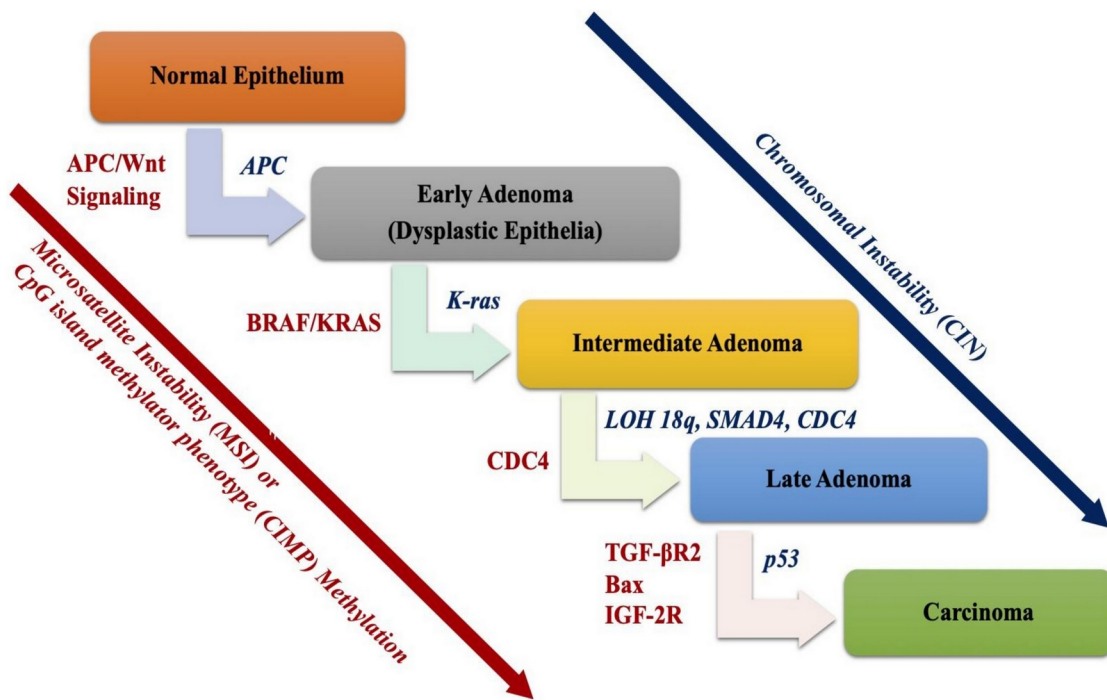 Normal Epithelium
APC/Wnt
Signaling
APC
Early Adenoma
(Dysplastic Epithelia)
BRAF/KRAS
K-ras
Intermediate Adenoma
CDC4
LOH 18q, SMAD4, CDC4
Late Adenoma
TGF-βR2
Bax
IGF-2R
p53
Carcinoma
Chromosomal Instability (CIN)
Microsatellite Instability (MSI) or
CpG island methylator phenotype (CIMP) Methylation